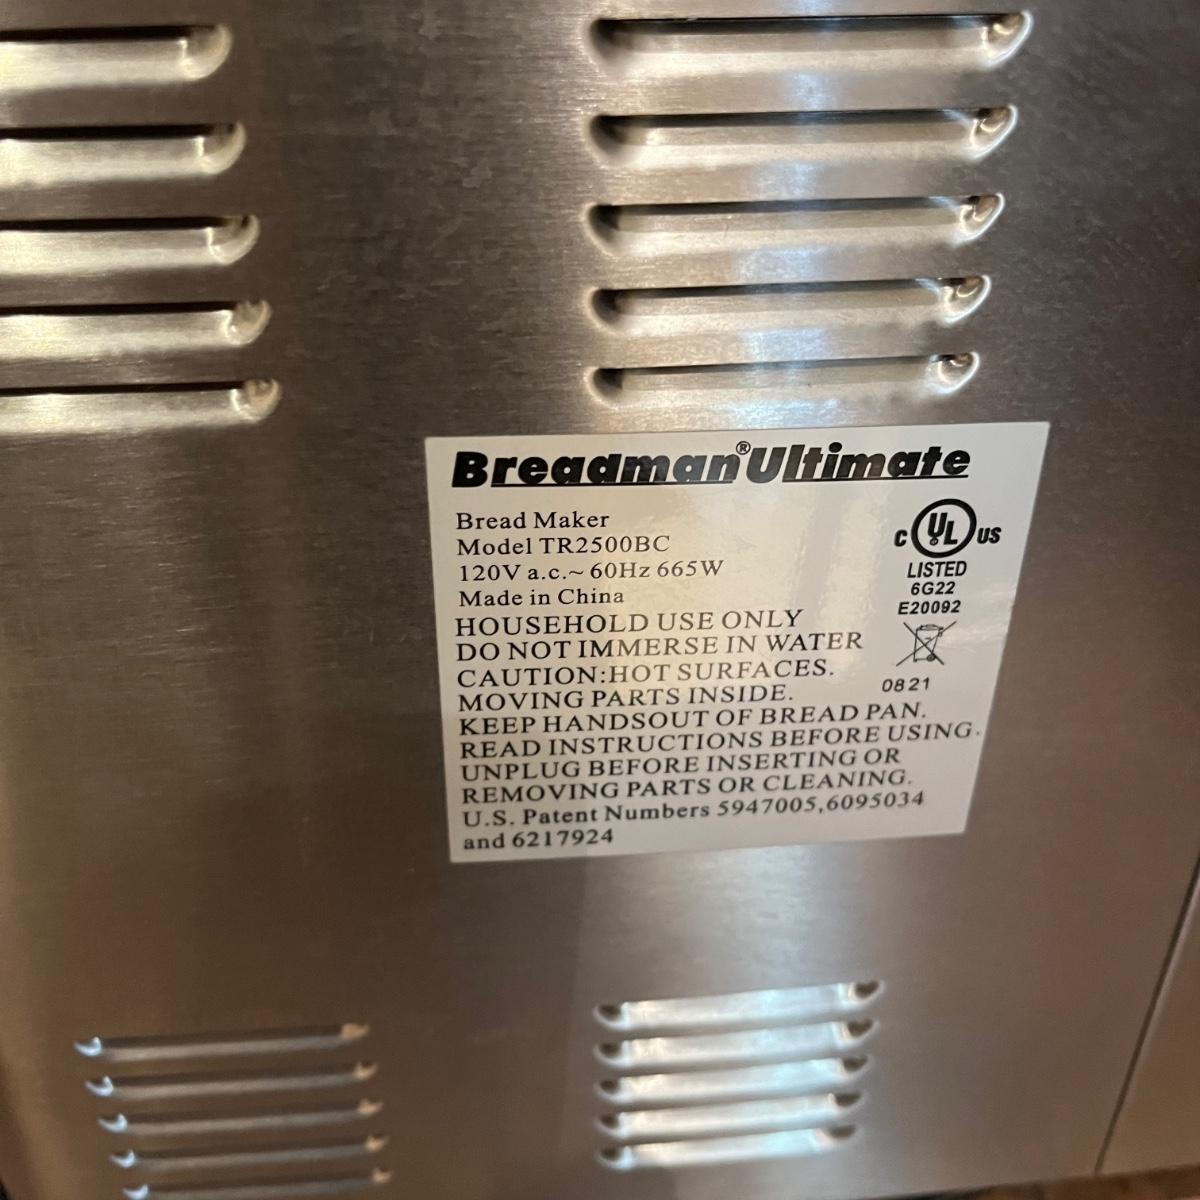 Breadman® Ultimate
Bread Maker
Model TR2500BC
120V a.c.~ 60Hz 665W
Made in China
HOUSEHOLD USE ONLY
DO NOT IMMERSE IN WATER
CAUTION:HOT SURFACES.
MOVING PARTS INSIDE.
KEEP HANDSOUT OF BREAD PAN.
READ INSTRUCTIONS BEFORE USING.
UNPLUG BEFORE INSERTING OR
REMOVING PARTS OR CLEANING.
U.S. Patent Numbers 5947005,6095034
and 6217924
C UL US
LISTED
6G22
E20092
0821